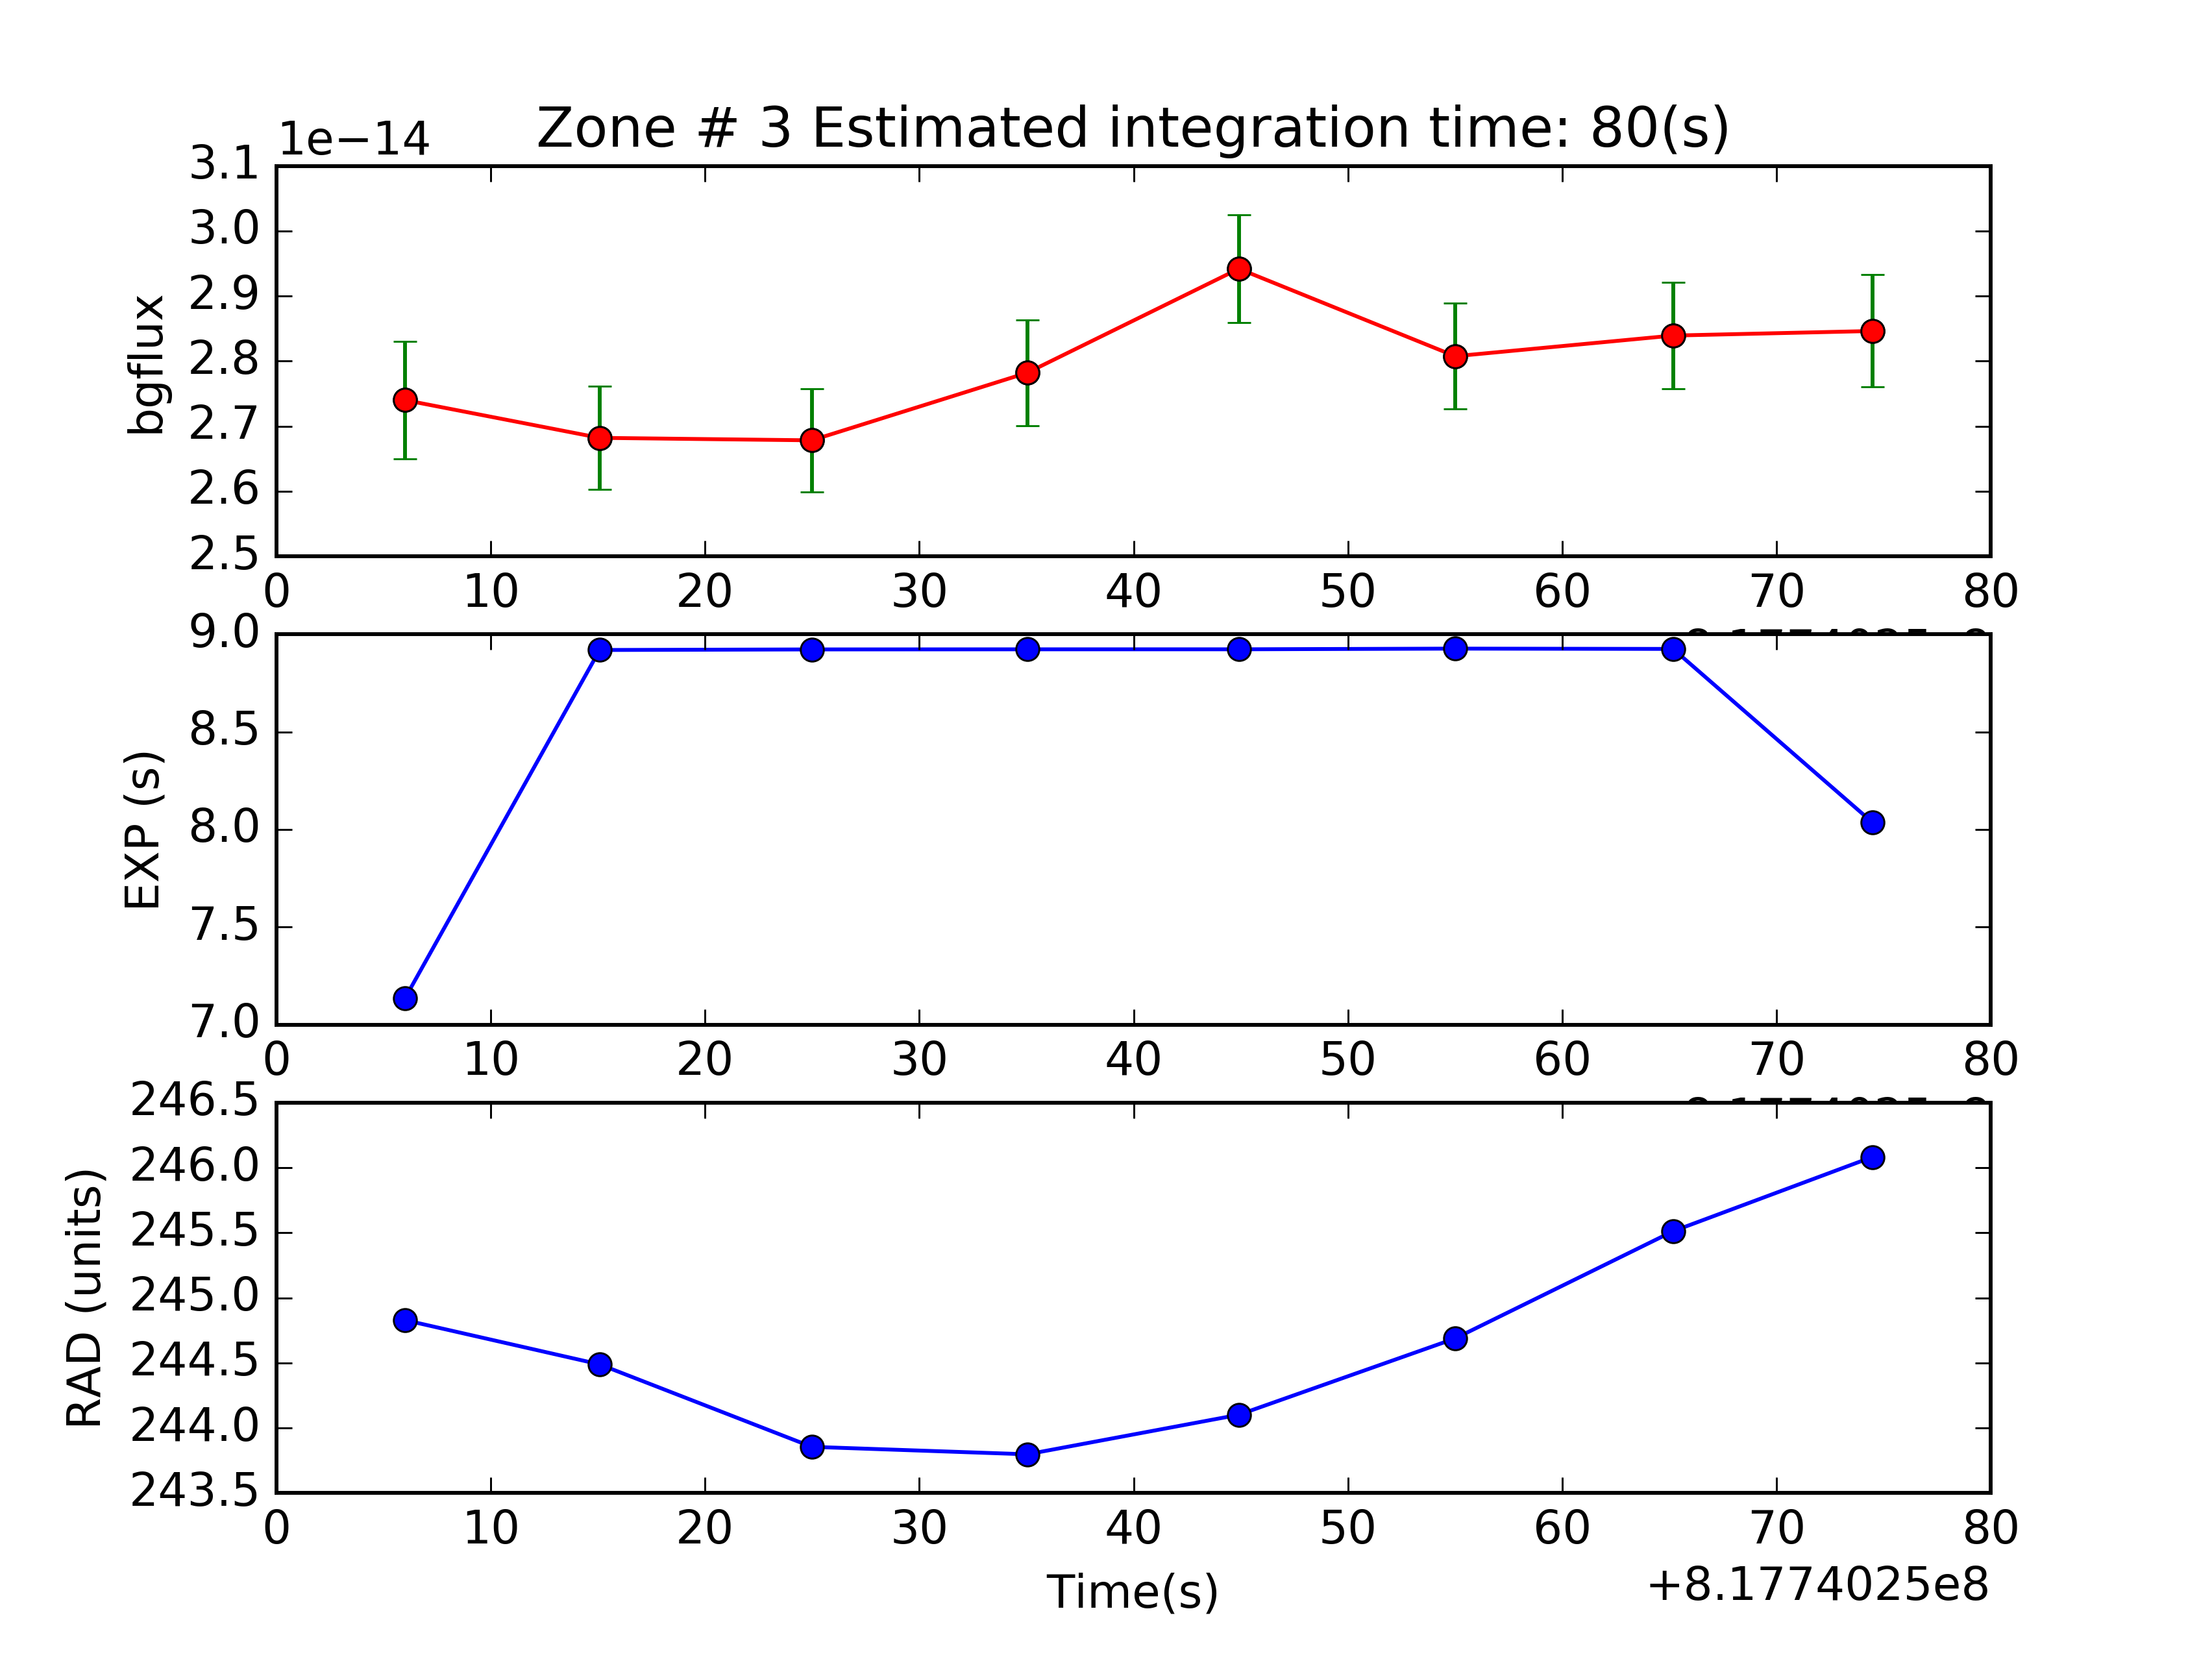 1e−14
Zone # 3 Estimated integration time: 80(s)
3.1
3.0
2.9
2.8
2.7
2.6
2.5
bgflux
0 10 20 30 40 50 60 70 80
9.0
8.5
8.0
7.5
7.0
EXP (s)
0 10 20 30 40 50 60 70 80
246.5
246.0
245.5
245.0
244.5
244.0
243.5
RAD (units)
0 10 20 30 40 50 60 70 80
Time(s)
+8.1774025e8